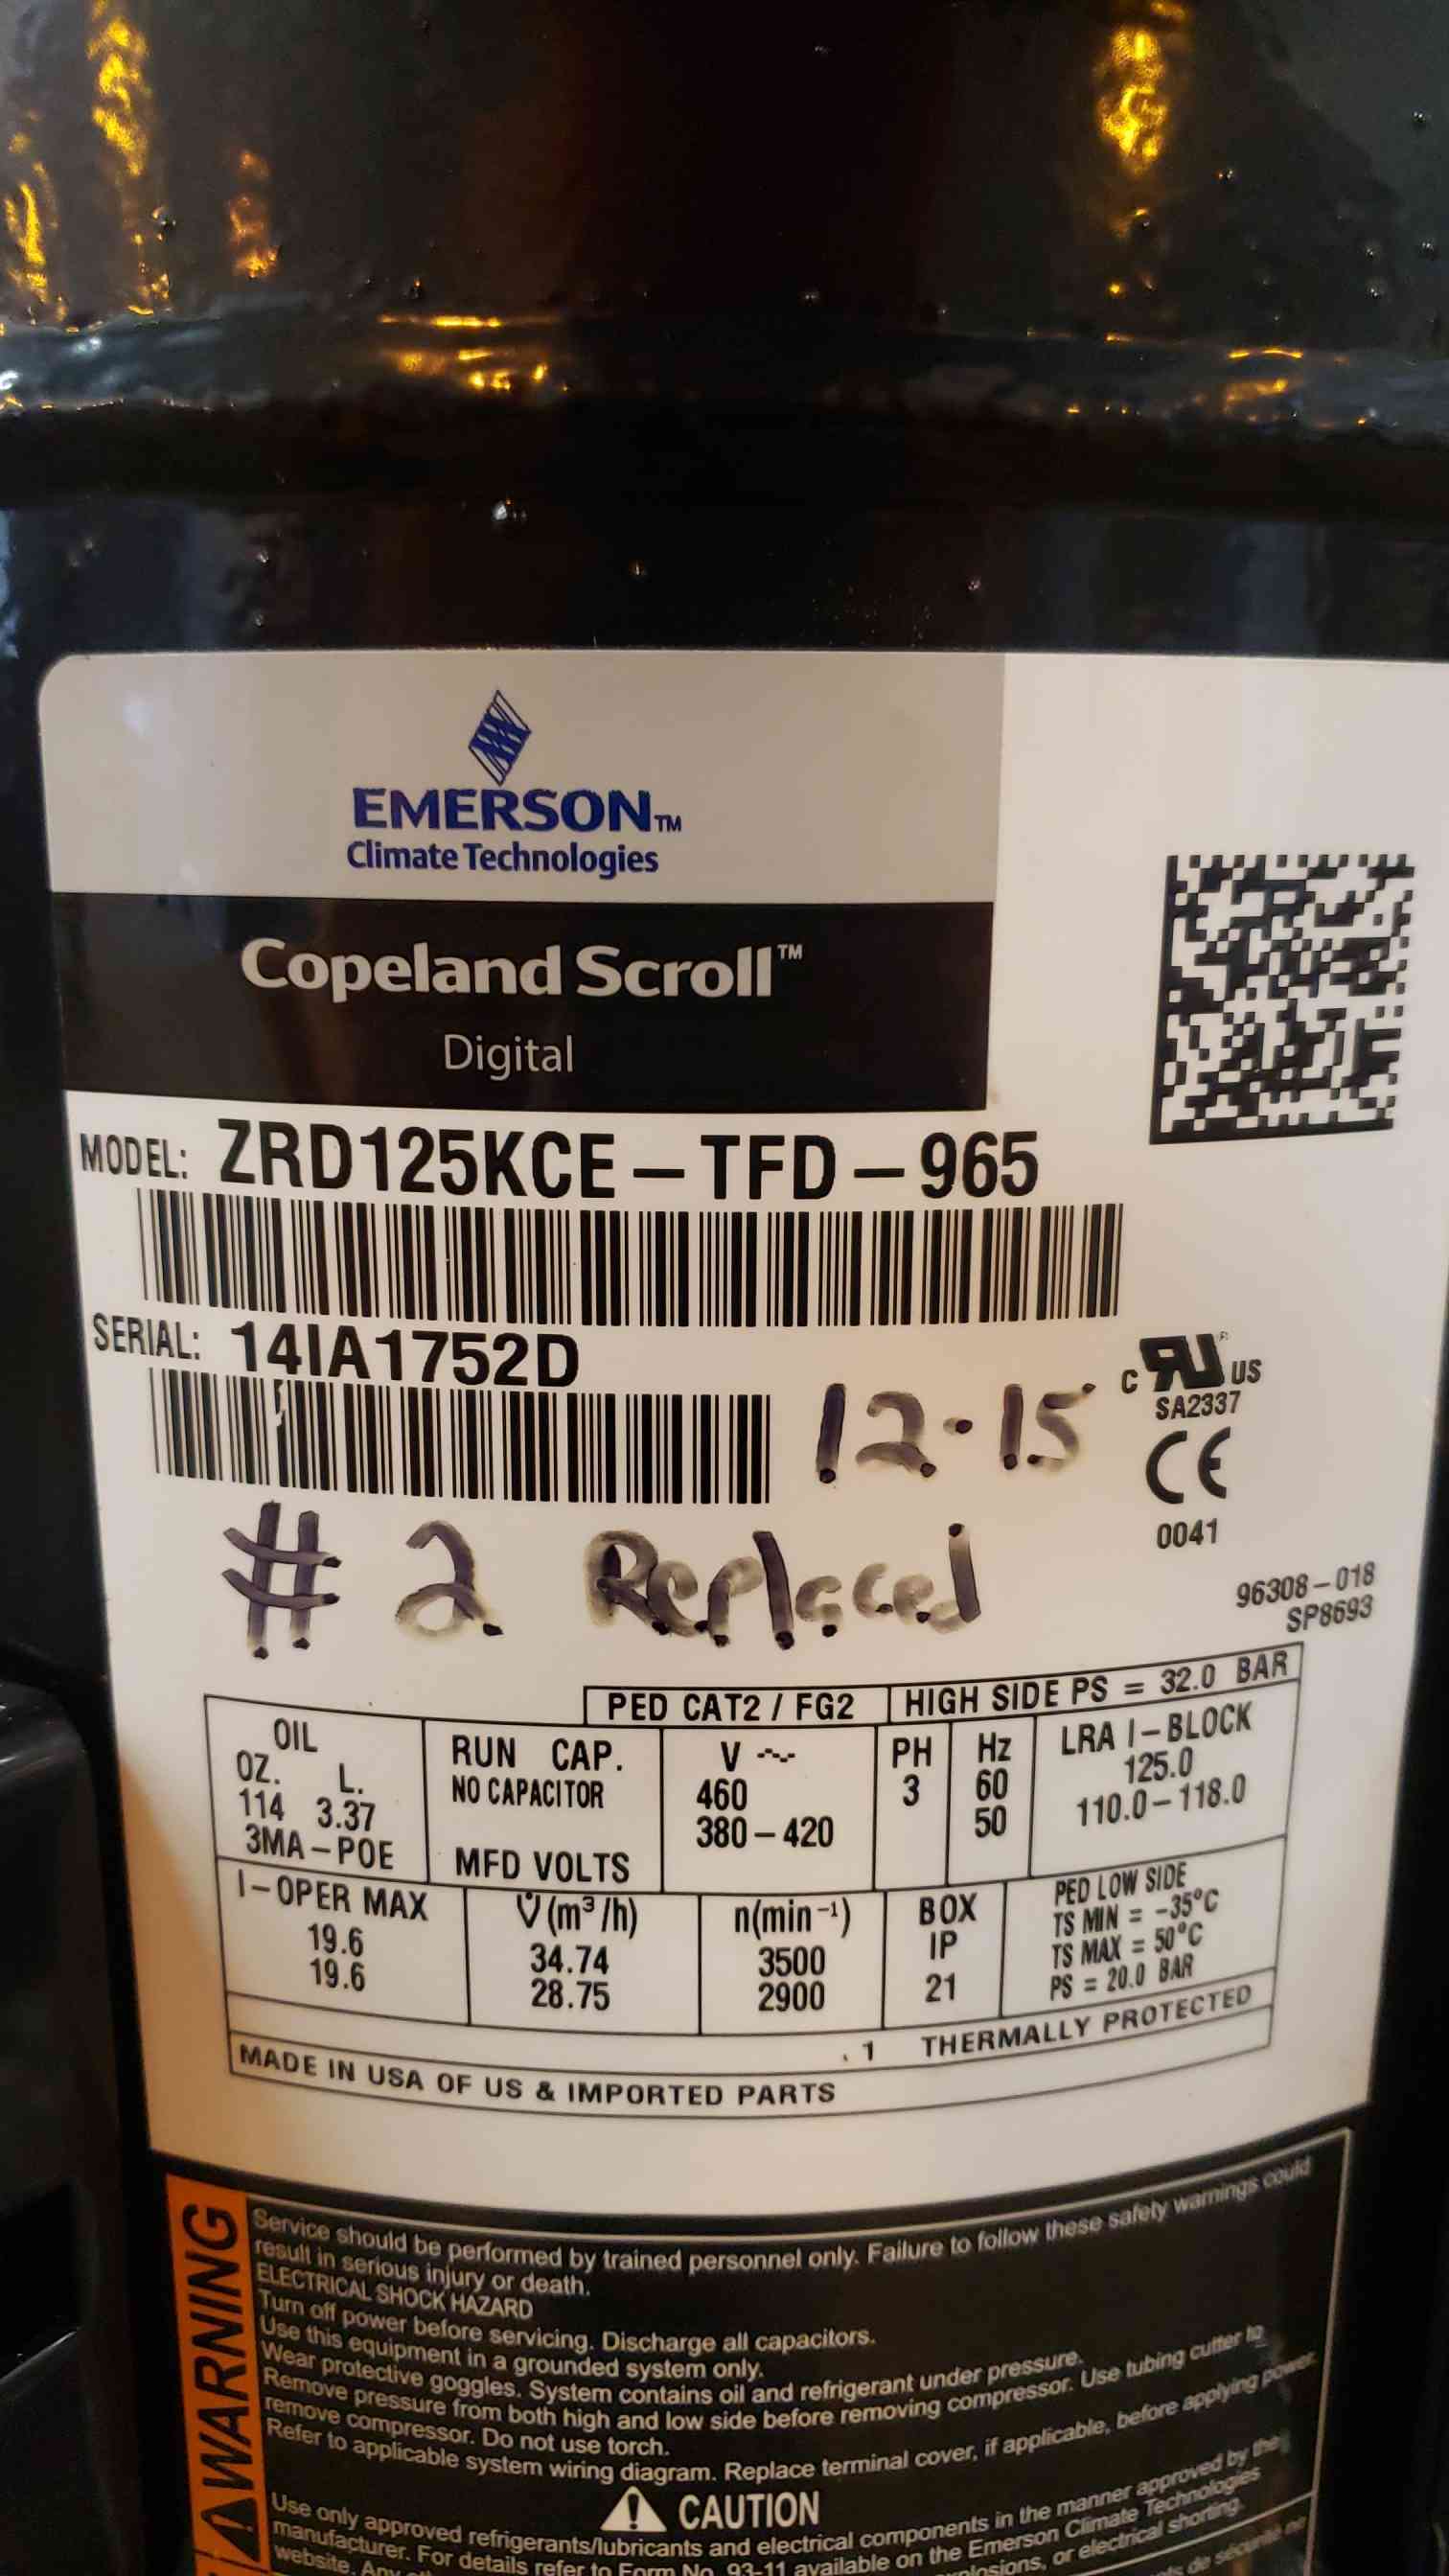 EMERSON™
Climate Technologies
Copeland Scroll™
Digital
MODEL: ZRD125KCE-TFD-965
SERIAL: 14IA1752D
12-15
c RU® US
SA2337
CE
0041
# 2 Replaced
96308-018
SP8693
PED CAT2 / FG2 HIGH SIDE PS = 32.0 BAR
OIL
OZ. L.
114 3.37
3MA-POE
RUN CAP.
NO CAPACITOR
MFD VOLTS
V ~
460
380-420
PH
3
Hz
60
50
LRA I-BLOCK
125.0
110.0-118.0
I-OPER MAX
19.6
19.6
V̇(m³/h)
34.74
28.75
n(min⁻¹)
3500
2900
BOX
IP
21
PED LOW SIDE
TS MIN = -35°C
TS MAX = 50°C
PS = 20.0 BAR
.1 THERMALLY PROTECTED
MADE IN USA OF US & IMPORTED PARTS
⚠WARNING
Service should be performed by trained personnel only. Failure to follow these safety warnings could
result in serious injury or death.
ELECTRICAL SHOCK HAZARD
Turn off power before servicing. Discharge all capacitors.
Use this equipment in a grounded system only.
Wear protective goggles. System contains oil and refrigerant under pressure.
Remove pressure from both high and low side before removing compressor. Use tubing cutter to
remove compressor. Do not use torch.
Refer to applicable system wiring diagram. Replace terminal cover, if applicable, before applying power.
⚠ CAUTION
Use only approved refrigerants/lubricants and electrical components in the manner approved by the
manufacturer. For details refer to Form No. 93-11 available on the Emerson Climate Technologies
website. Any
or electrical shorting.
de sécurité ne